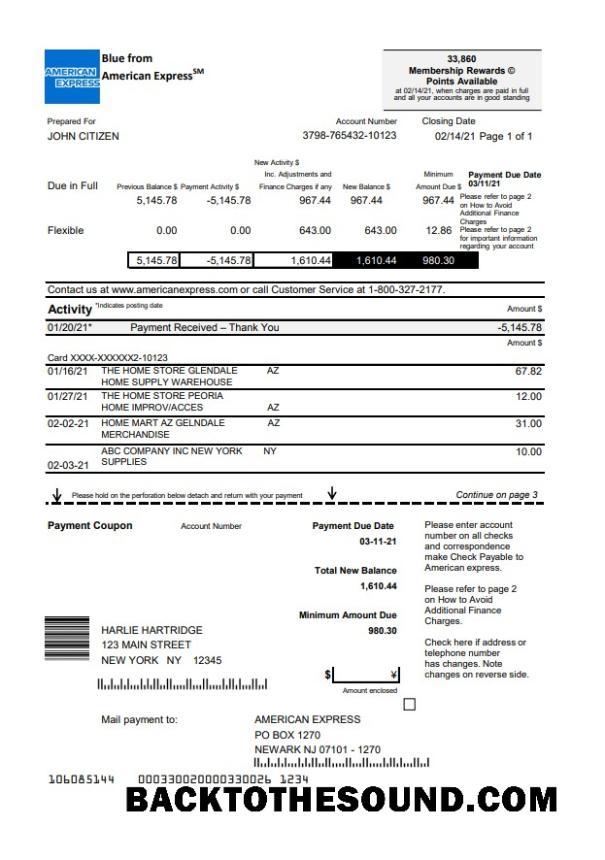 AMERICAN
EXPRESS
Blue from
American Express℠
33,860
Membership Rewards ©
Points Available
at 02/14/21, when charges are paid in full
and all your accounts are in good standing
Prepared For
Account Number
Closing Date
JOHN CITIZEN
3798-765432-10123
02/14/21 Page 1 of 1
New Activity $
Inc. Adjustments and
Finance Charges if any
Previous Balance $ Payment Activity $
New Balance $
Minimum
Amount Due $
Payment Due Date
03/11/21
Due in Full
5,145.78 -5,145.78 967.44 967.44 967.44
Please refer to page 2
on How to Avoid
Additional Finance
Charges
Flexible 0.00 0.00 643.00 643.00 12.86
Please refer to page 2
for important information
regarding your account
5,145.78 -5,145.78 1,610.44 1,610.44 980.30
Contact us at www.americanexpress.com or call Customer Service at 1-800-327-2177.
Activity *Indicates posting date Amount $
01/20/21* Payment Received – Thank You -5,145.78
Amount $
Card XXXX-XXXXXX2-10123
01/16/21 THE HOME STORE GLENDALE AZ 67.82
HOME SUPPLY WAREHOUSE
01/27/21 THE HOME STORE PEORIA 12.00
HOME IMPROV/ACCES AZ
02-02-21 HOME MART AZ GELNDALE AZ 31.00
MERCHANDISE
ABC COMPANY INC NEW YORK NY 10.00
02-03-21 SUPPLIES
Please hold on the perforation below detach and return with your payment
Continue on page 3
Payment Coupon
Account Number
Payment Due Date
03-11-21
Total New Balance
1,610.44
Minimum Amount Due
980.30
Please enter account
number on all checks
and correspondence
make Check Payable to
American express.
Please refer to page 2
on How to Avoid
Additional Finance
Charges.
Check here if address or
telephone number
has changes. Note
changes on reverse side.
HARLIE HARTRIDGE
123 MAIN STREET
NEW YORK NY 12345
$ ¥
Amount enclosed
Mail payment to:
AMERICAN EXPRESS
PO BOX 1270
NEWARK NJ 07101 - 1270
106085144 000330020000330026 1234
BACKTOTHESOUND.COM